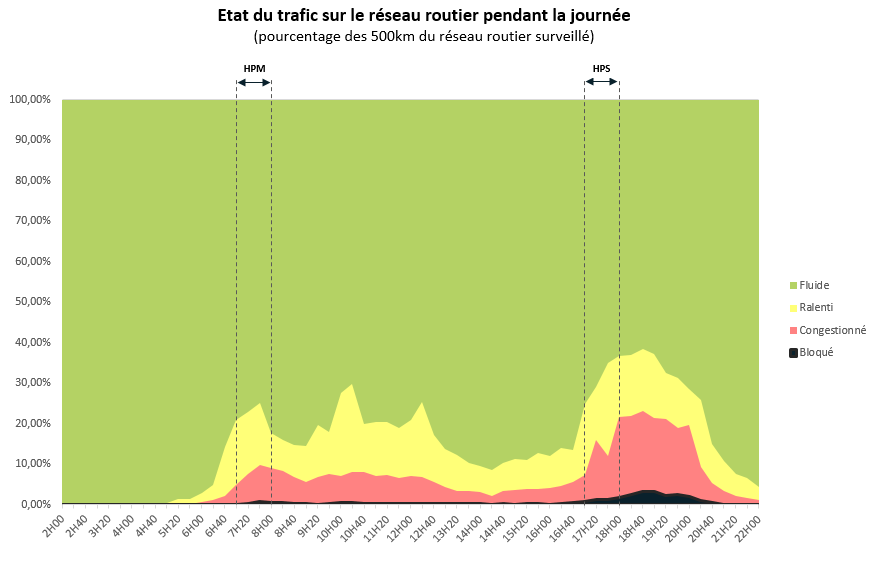 Etat du trafic sur le réseau routier pendant la journée
(pourcentage des 500km du réseau routier surveillé)
HPM
HPS
100,00%
90,00%
80,00%
70,00%
60,00%
50,00%
40,00%
30,00%
20,00%
10,00%
0,00%
Fluide
Ralenti
Congestionné
Bloqué
2H00
2H40
3H20
4H00
4H40
5H20
6H00
6H40
7H20
8H00
8H40
9H20
10H00
10H40
11H20
12H00
12H40
13H20
14H00
14H40
15H20
16H00
16H40
17H20
18H00
18H40
19H20
20H00
20H40
21H20
22H00